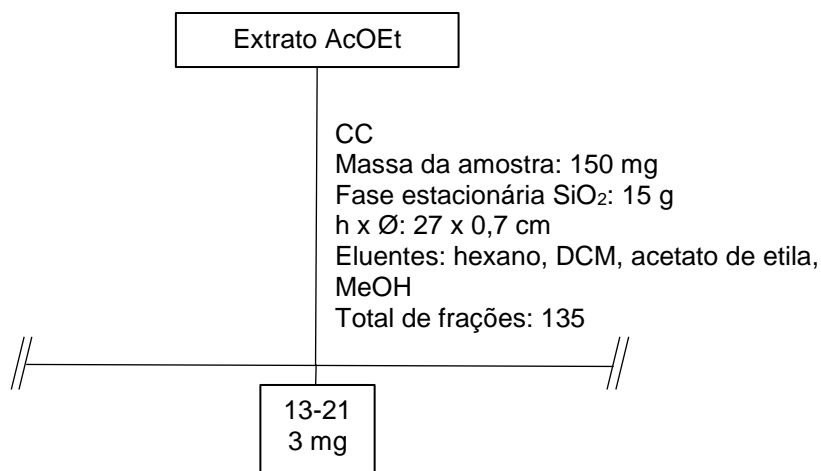 Extrato AcOEt
CC
Massa da amostra: 150 mg
Fase estacionária SiO₂: 15 g
h x Ø: 27 x 0,7 cm
Eluentes: hexano, DCM, acetato de etila,
MeOH
Total de frações: 135
13-21
3 mg